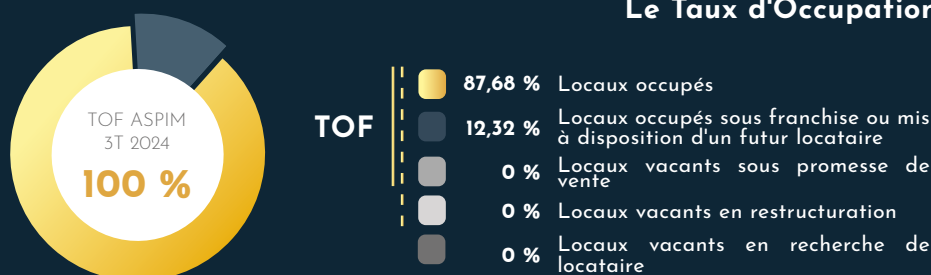 Le Taux d'Occupation
TOF ASPIM
3T 2024
100 %
TOF
87,68 % Locaux occupés
12,32 % Locaux occupés sous franchise ou mis
à disposition d'un futur locataire
0 % Locaux vacants sous promesse de
vente
0 % Locaux vacants en restructuration
0 % Locaux vacants en recherche de
locataire